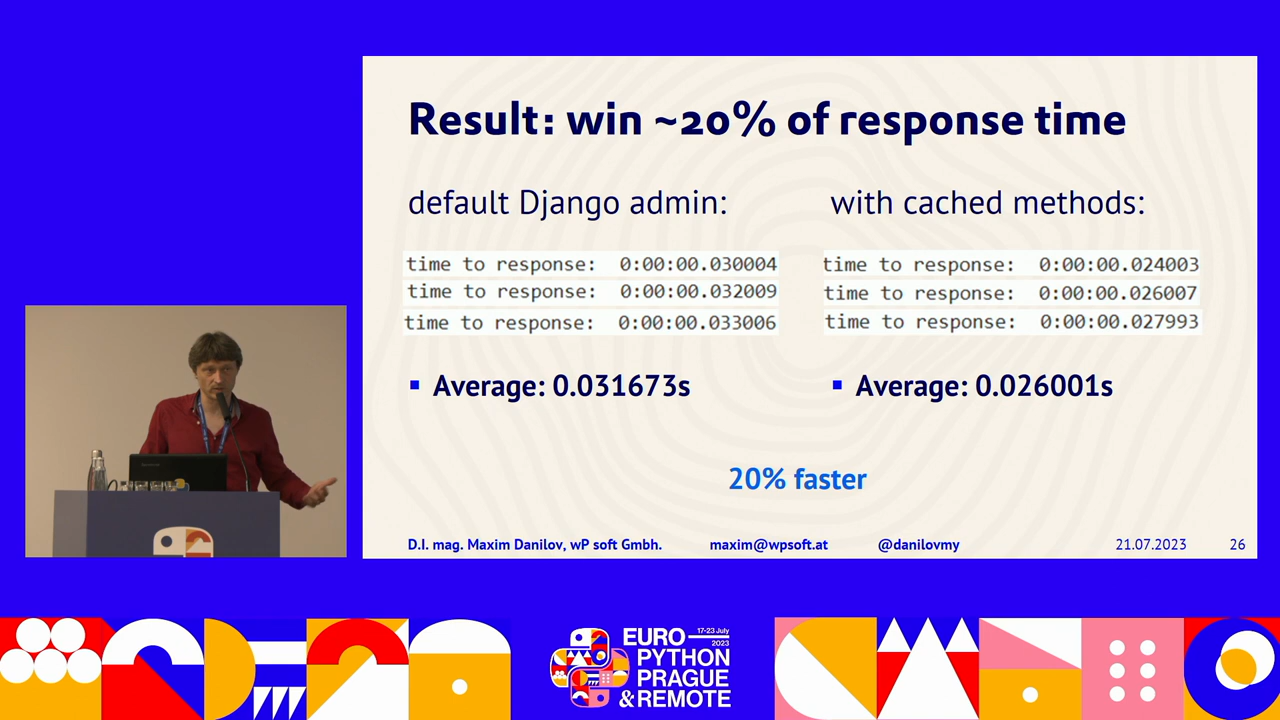 Result: win ~20% of response time
default Django admin:
time to response: 0:00:00.030004
time to response: 0:00:00.032009
time to response: 0:00:00.033006
▪ Average: 0.031673s
with cached methods:
time to response: 0:00:00.024003
time to response: 0:00:00.026007
time to response: 0:00:00.027993
▪ Average: 0.026001s
20% faster
D.I. mag. Maxim Danilov, wP soft Gmbh. maxim@wpsoft.at @danilovmy 21.07.2023 26
EURO 17-23 July 2023
PYTHON
PRAGUE
& REMOTE